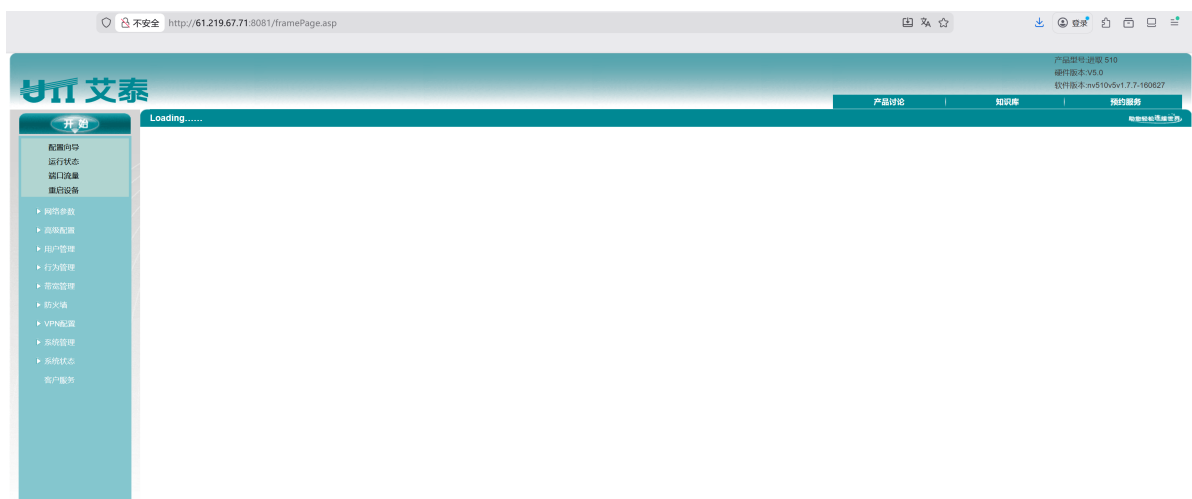 不安全 http://61.219.67.71:8081/framePage.asp
登录
产品型号:进取 510
硬件版本:V5.0
软件版本:nv510v5v1.7.7-160627
UTT 艾泰
产品讨论 | 知识库 | 预约服务
开始
Loading......
配置向导
运行状态
端口流量
重启设备
网络参数
高级配置
用户管理
行为管理
带宽管理
防火墙
VPN配置
系统管理
系统状态
客户服务